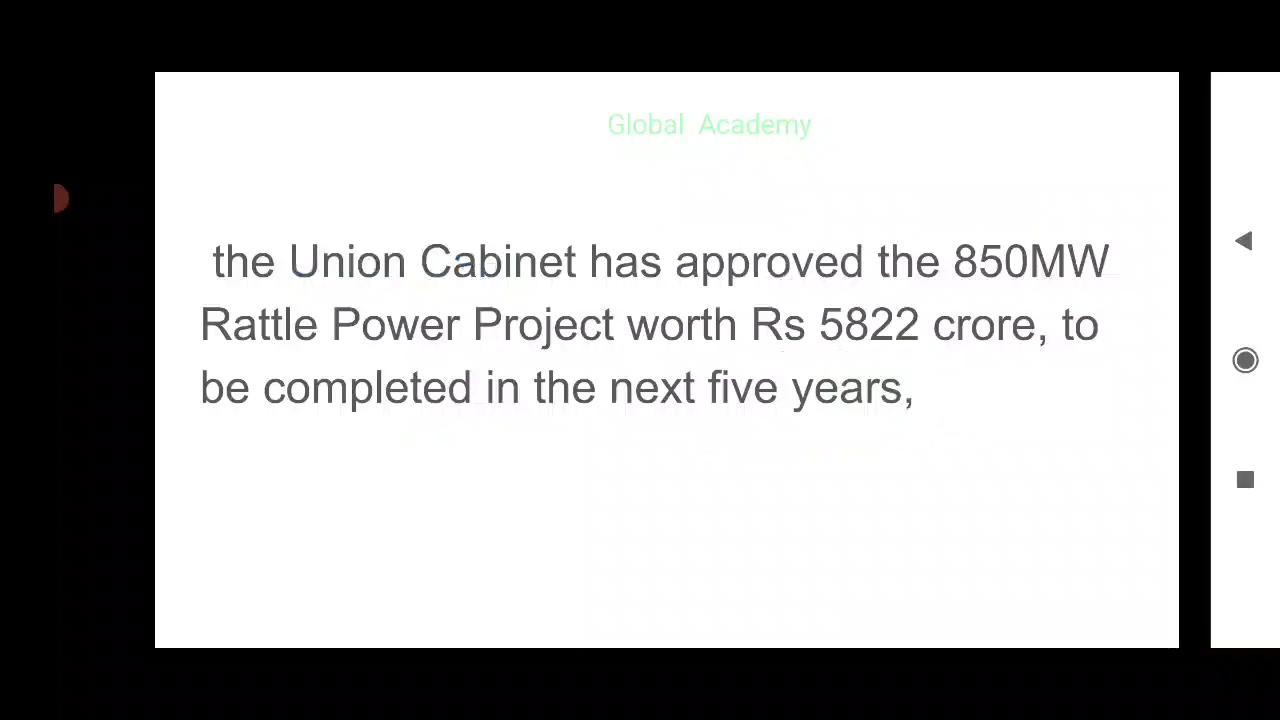 Global Academy
the Union Cabinet has approved the 850MW
Rattle Power Project worth Rs 5822 crore, to
be completed in the next five years,